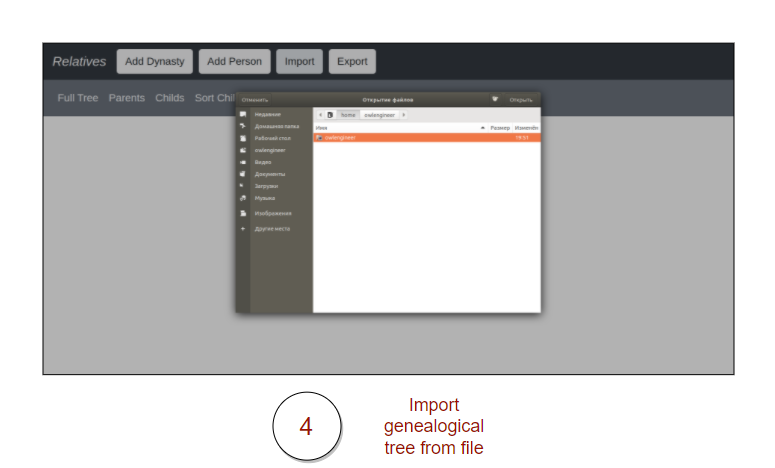 Relatives Add Dynasty Add Person Import Export
Full Tree Parents Childs Sort Chil
Отменить Открытие файлов Открыть
Недавние
home owlengineer
Домашняя папка
Имя Размер Изменён
Рабочий стол
owlengineer 19:51
owlengineer
Видео
Документы
Загрузки
Музыка
Изображения
Другие места
4
Import
genealogical
tree from file